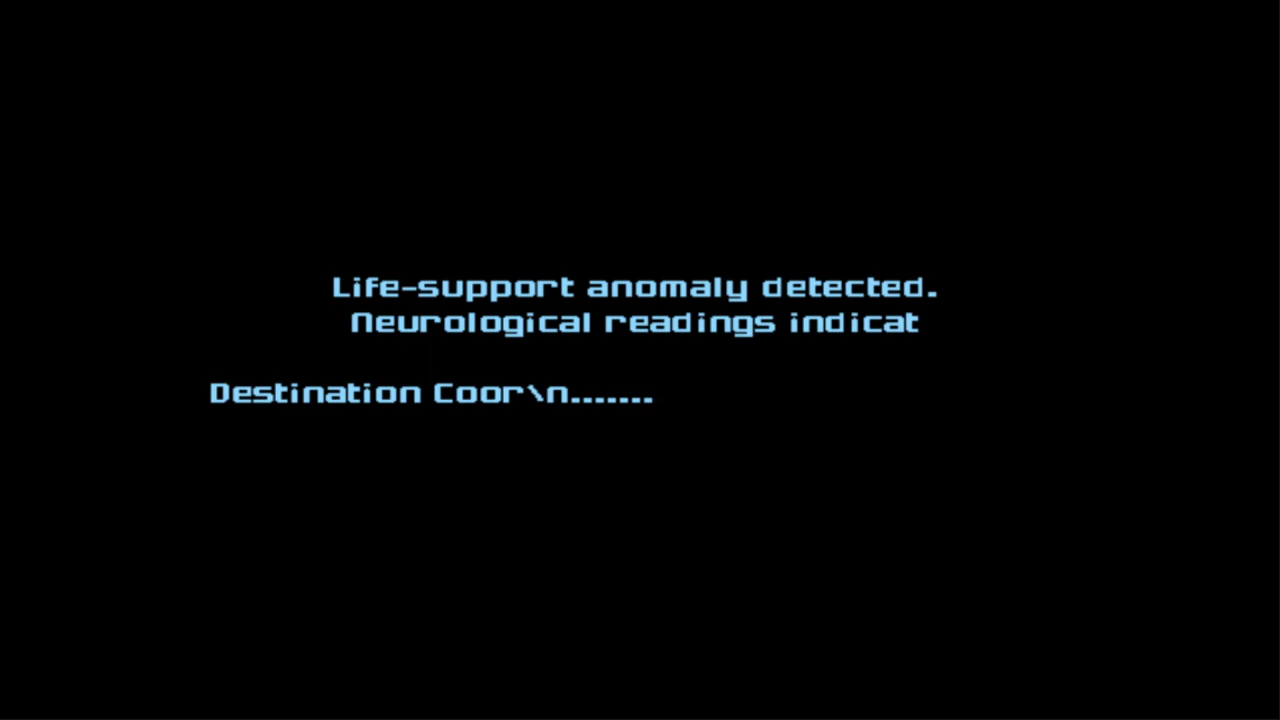 Life-support anomaly detected.
Neurological readings indicat
Destination Coor\n.......